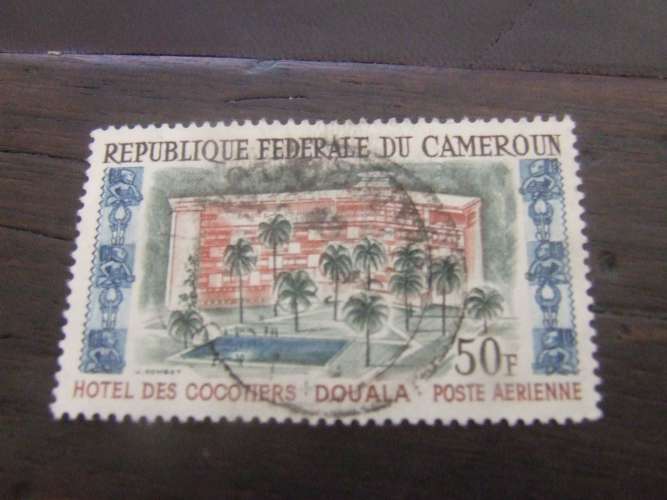 REPUBLIQUE FEDERALE DU CAMEROUN
50F
HOTEL DES COCOTIERS DOUALA POSTE AERIENNE